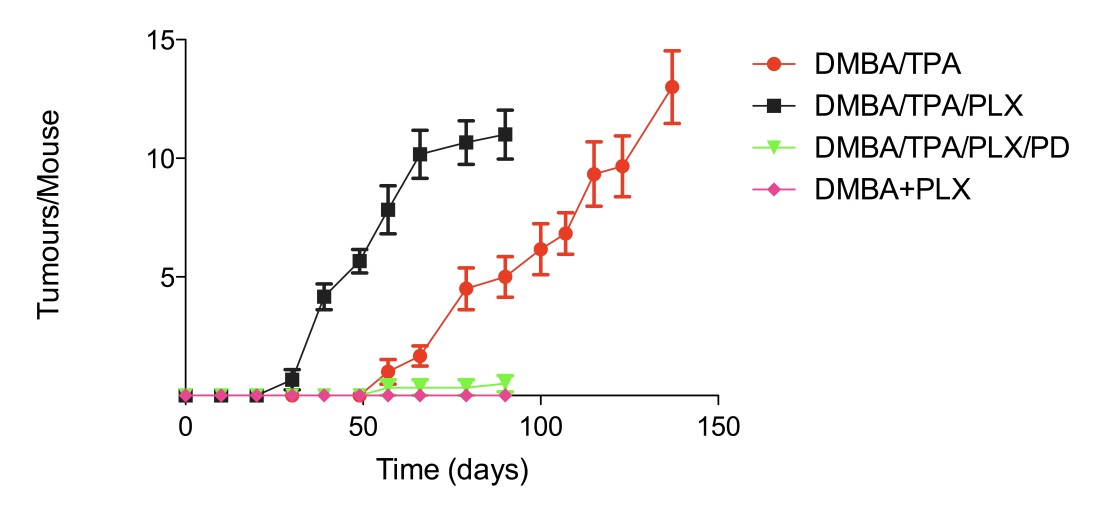 15
10
5
0
50
100
150
Tumours/Mouse
Time (days)
DMBA/TPA
DMBA/TPA/PLX
DMBA/TPA/PLX/PD
DMBA+PLX